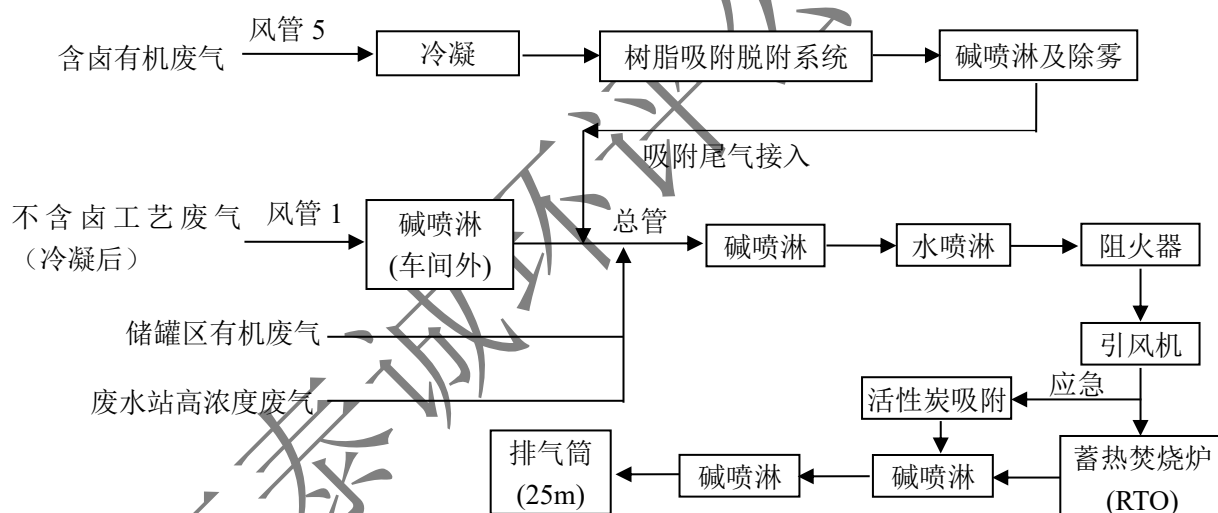 风管 5
含卤有机废气
冷凝
树脂吸附脱附系统
碱喷淋及除雾
吸附尾气接入
不含卤工艺废气
（冷凝后）
风管 1
碱喷淋
(车间外)
总管
碱喷淋
水喷淋
阻火器
储罐区有机废气
引风机
废水站高浓度废气
应急
活性炭吸附
排气筒
(25m)
碱喷淋
碱喷淋
蓄热焚烧炉
(RTO)
泰诚环评